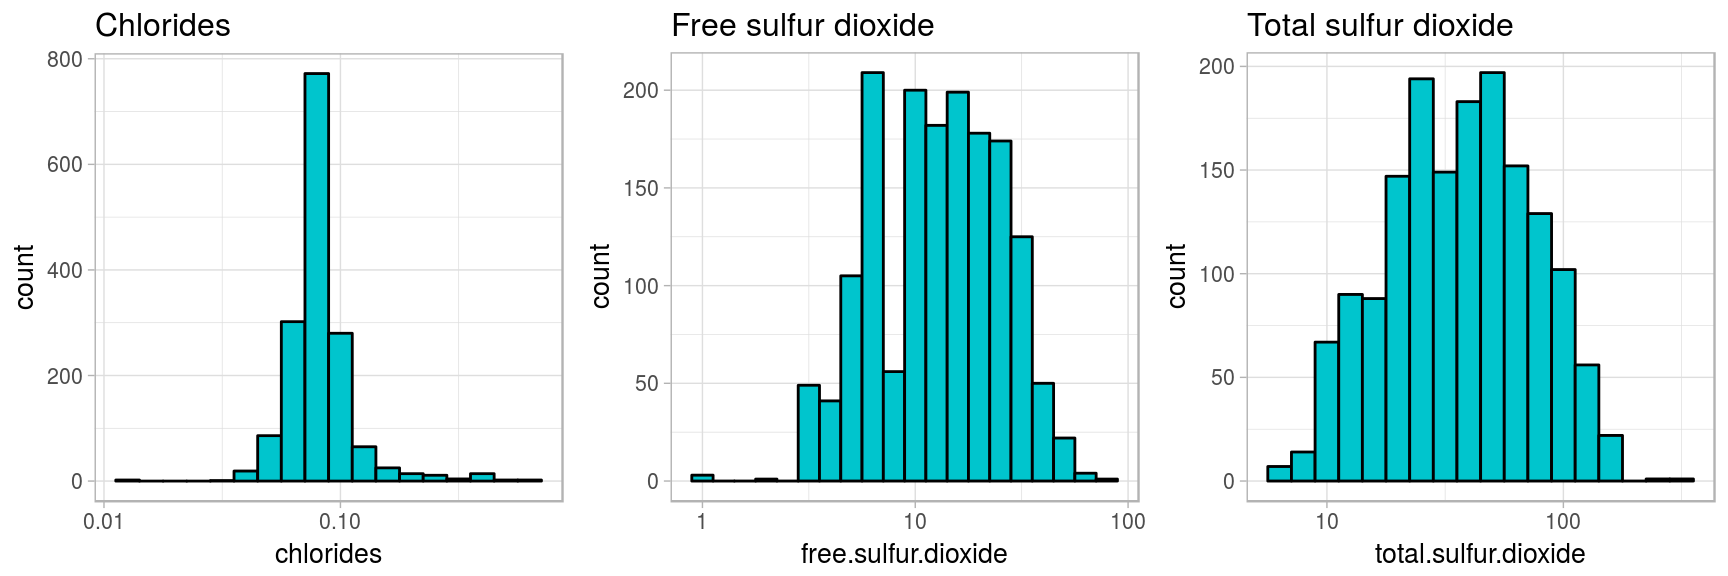 Chlorides
800
600
400
200
0
count
0.01
0.10
chlorides
Free sulfur dioxide
200
150
100
50
0
count
1
10
100
free.sulfur.dioxide
Total sulfur dioxide
200
150
100
50
0
count
10
100
total.sulfur.dioxide